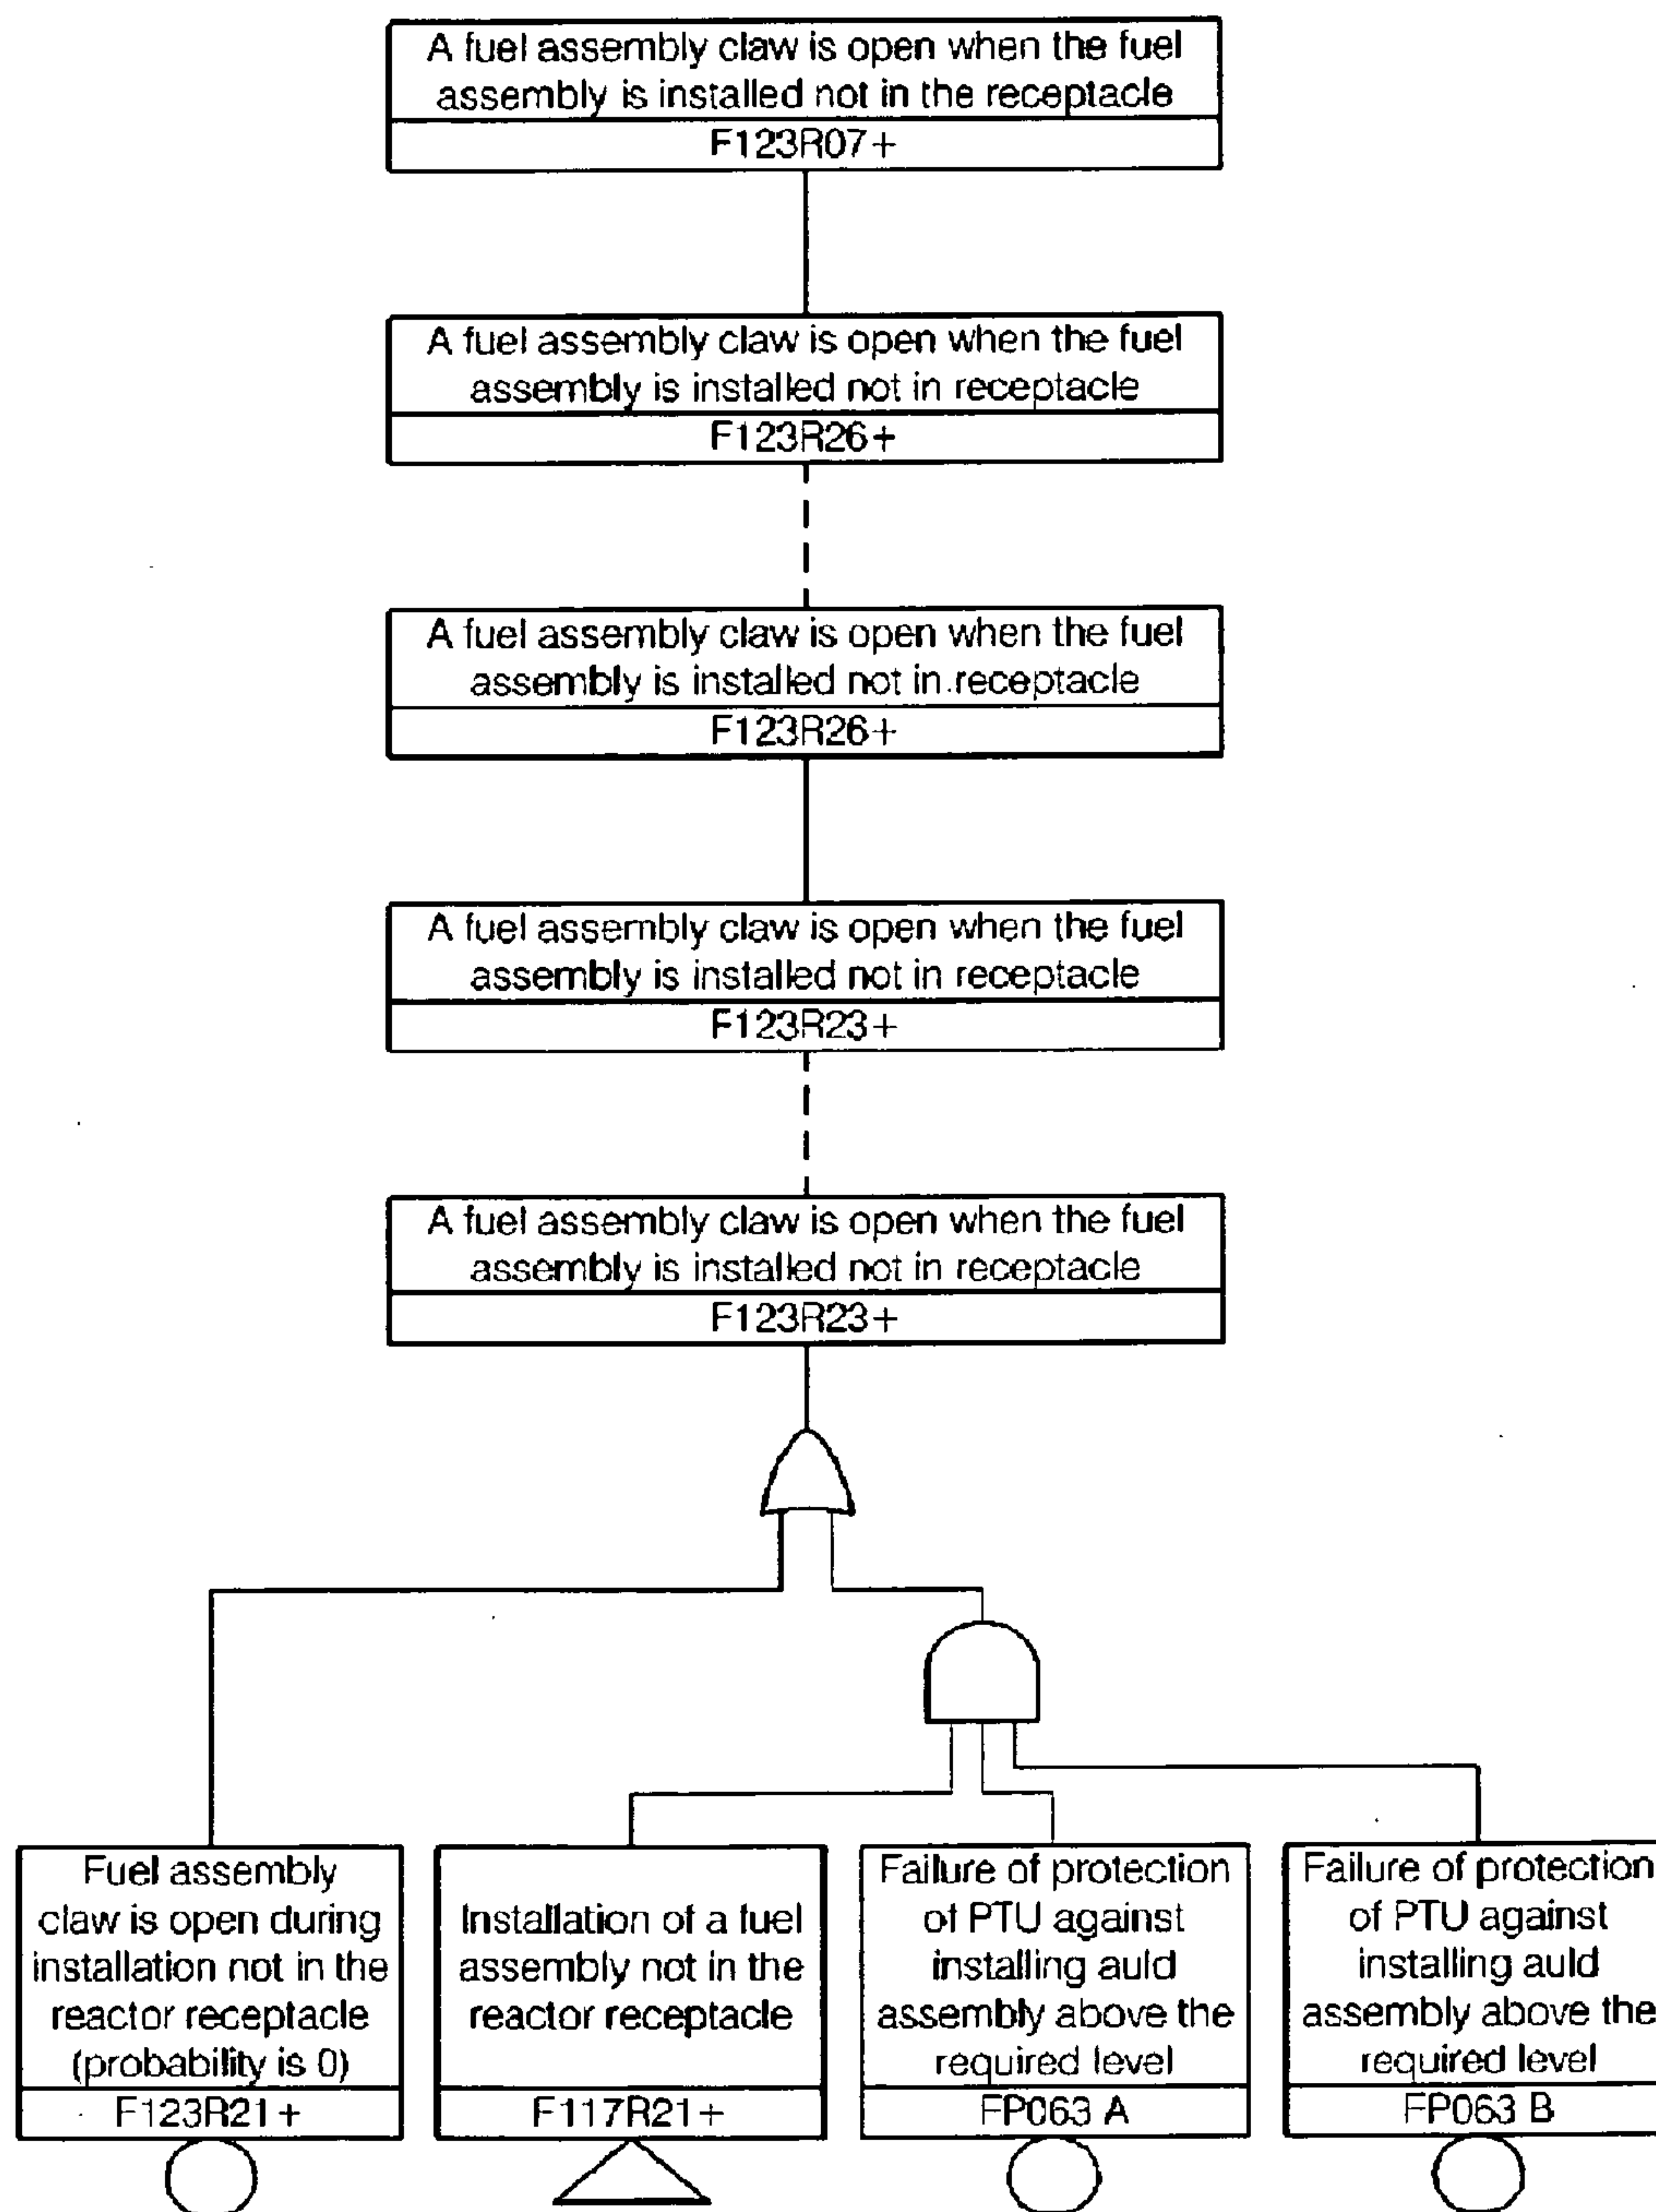 A fuel assembly claw is open when the fuel
assembly is installed not in the receptacle
F123R07+
A fuel assembly claw is open when the fuel
assembly is installed not in receptacle
F123R26+
A fuel assembly claw is open when the fuel
assembly is installed not in receptacle
F123R26+
A fuel assembly claw is open when the fuel
assembly is installed not in receptacle
F123R23+
A fuel assembly claw is open when the fuel
assembly is installed not in receptacle
F123R23+
Fuel assembly
claw is open during
installation not in the
reactor receptacle
(probability is 0)
F123R21+
Installation of a fuel
assembly not in the
reactor receptacle
F117R21+
Failure of protection
of PTU against
installing auld
assembly above the
required level
FP063 A
Failure of protection
of PTU against
installing auld
assembly above the
required level
FP063 B